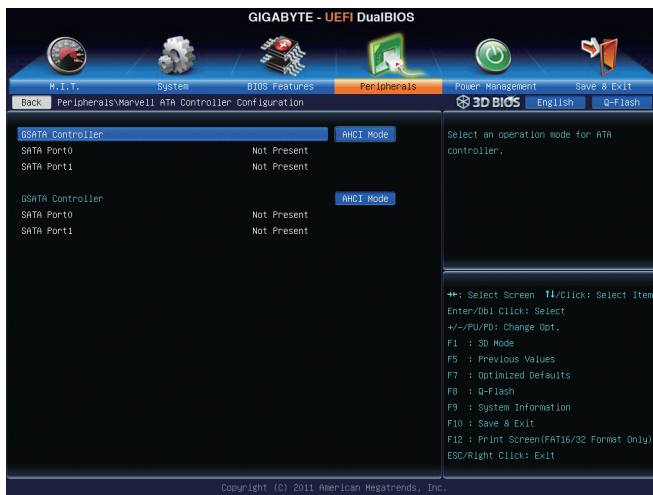 GIGABYTE - UEFI DualBIOS
M.I.T. System BIOS Features Peripherals Power Management Save & Exit
Back Peripherals\Marvell ATA Controller Configuration 3D BIOS English Q-Flash
GSATA Controller AHCI Mode
SATA Port0 Not Present
SATA Port1 Not Present
GSATA Controller AHCI Mode
SATA Port0 Not Present
SATA Port1 Not Present
Select an operation mode for ATA
controller.
→←: Select Screen ↑↓/Click: Select Item
Enter/Dbl Click: Select
+/-/PU/PD: Change Opt.
F1 : 3D Mode
F5 : Previous Values
F7 : Optimized Defaults
F8 : Q-Flash
F9 : System Information
F10 : Save & Exit
F12 : Print Screen(FAT16/32 Format Only)
ESC/Right Click: Exit
Copyright (C) 2011 American Megatrends, Inc.